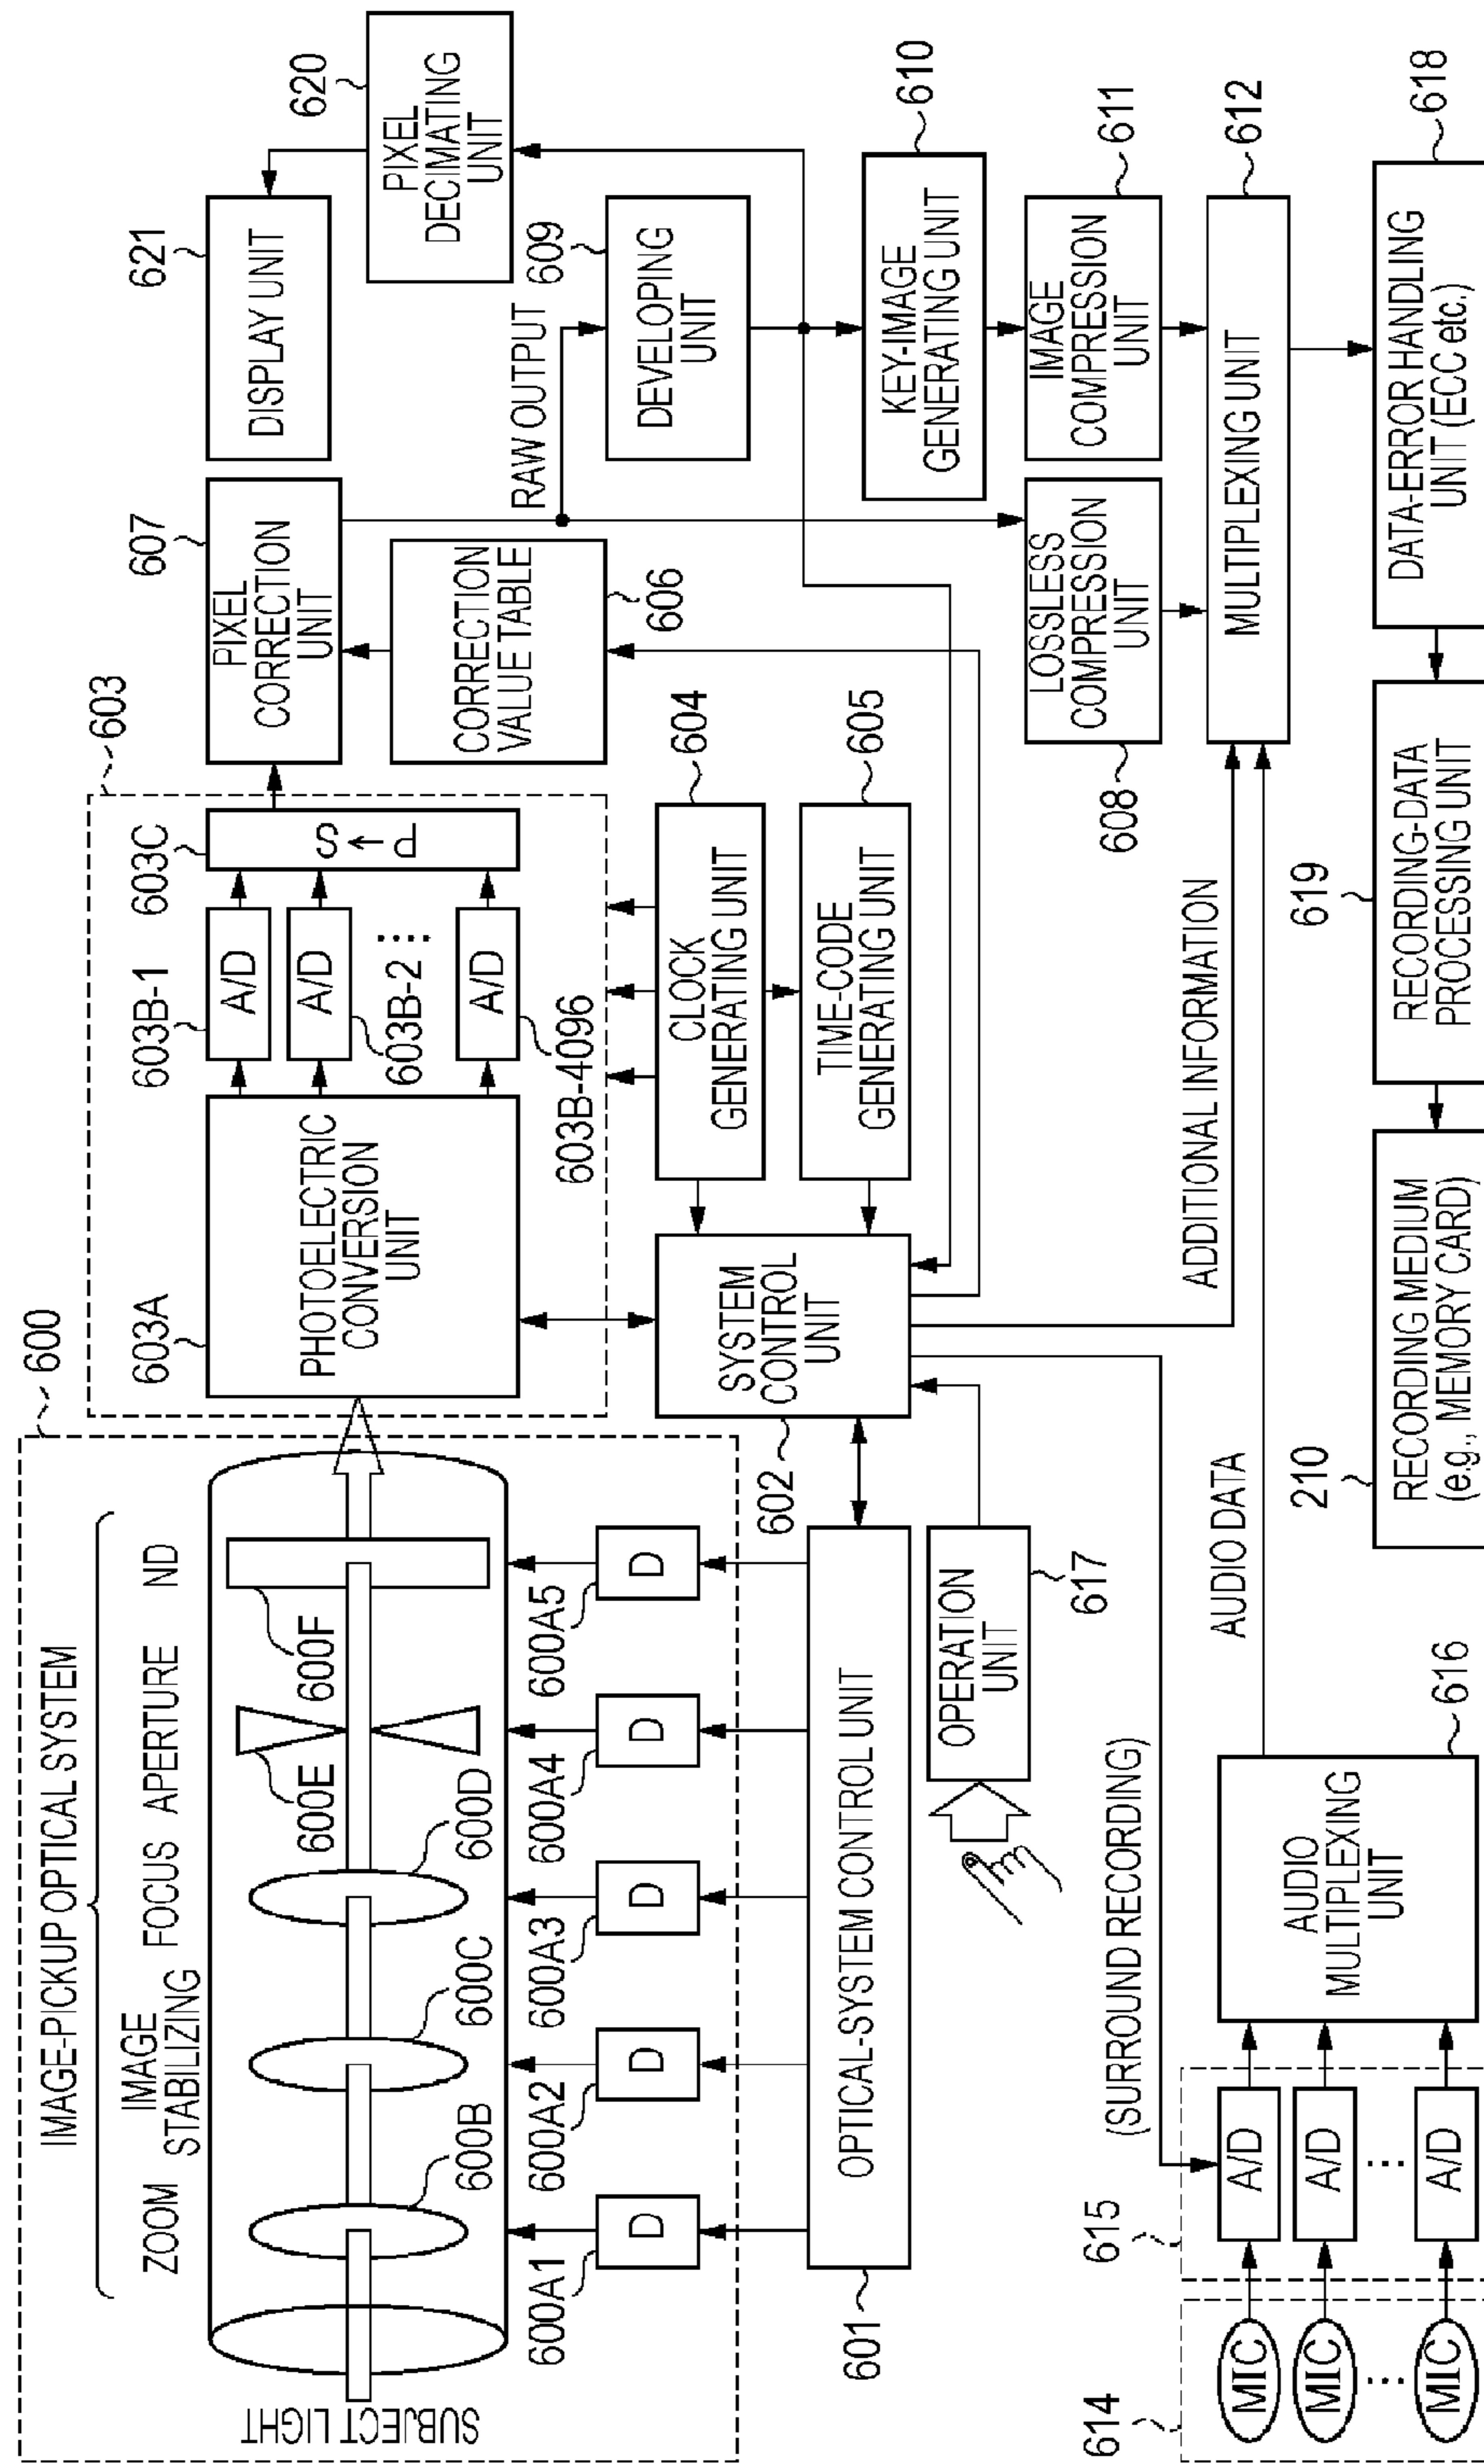 600
IMAGE-PICKUP OPTICAL SYSTEM
ZOOM
IMAGE
STABILIZING
FOCUS
APERTURE
ND
SUBJECT LIGHT
600B
600C
600D
600E
600F
600A1
D
600A2
D
600A3
D
600A4
D
600A5
D
OPTICAL-SYSTEM CONTROL UNIT
601
OPERATION
UNIT
617
603
603A
PHOTOELECTRIC
CONVERSION
UNIT
603B-1
A/D
A/D
603B-2
⋮
A/D
603B-4096
603C
P→S
SYSTEM
CONTROL
UNIT
602
CLOCK
GENERATING UNIT
604
TIME-CODE
GENERATING UNIT
605
607
PIXEL
CORRECTION
UNIT
CORRECTION
VALUE TABLE
606
621
DISPLAY UNIT
620
PIXEL
DECIMATING
UNIT
RAW OUTPUT
609
DEVELOPING
UNIT
KEY-IMAGE
GENERATING UNIT
610
LOSSLESS
COMPRESSION
UNIT
608
IMAGE
COMPRESSION
UNIT
611
MULTIPLEXING UNIT
612
ADDITIONAL INFORMATION
AUDIO DATA
(SURROUND RECORDING)
614
MIC
MIC
⋮
MIC
615
A/D
A/D
⋮
A/D
AUDIO
MULTIPLEXING
UNIT
616
210
RECORDING MEDIUM
(e.g., MEMORY CARD)
619
RECORDING-DATA
PROCESSING UNIT
DATA-ERROR HANDLING
UNIT (ECC etc.)
618